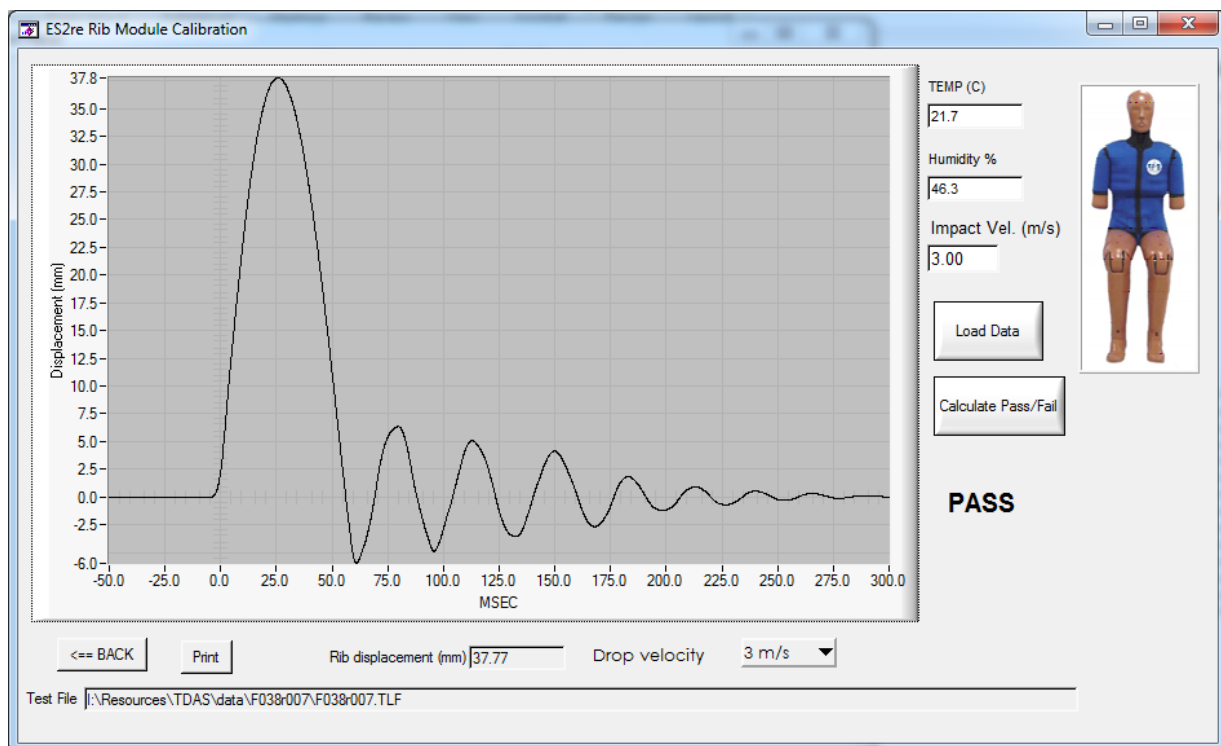 ES2re Rib Module Calibration
37.8
35.0
32.5
30.0
27.5
25.0
22.5
20.0
17.5
15.0
12.5
10.0
7.5
5.0
2.5
0.0
-2.5
-6.0
Displacement (mm)
-50.0 -25.0 0.0 25.0 50.0 75.0 100.0 125.0 150.0 175.0 200.0 225.0 250.0 275.0 300.0
MSEC
TEMP (C)
21.7
Humidity %
46.3
Impact Vel. (m/s)
3.00
Load Data
Calculate Pass/Fail
PASS
<== BACK
Print
Rib displacement (mm) 37.77
Drop velocity
3 m/s
Test File I:\Resources\TDAS\data\F038r007\F038r007.TLF